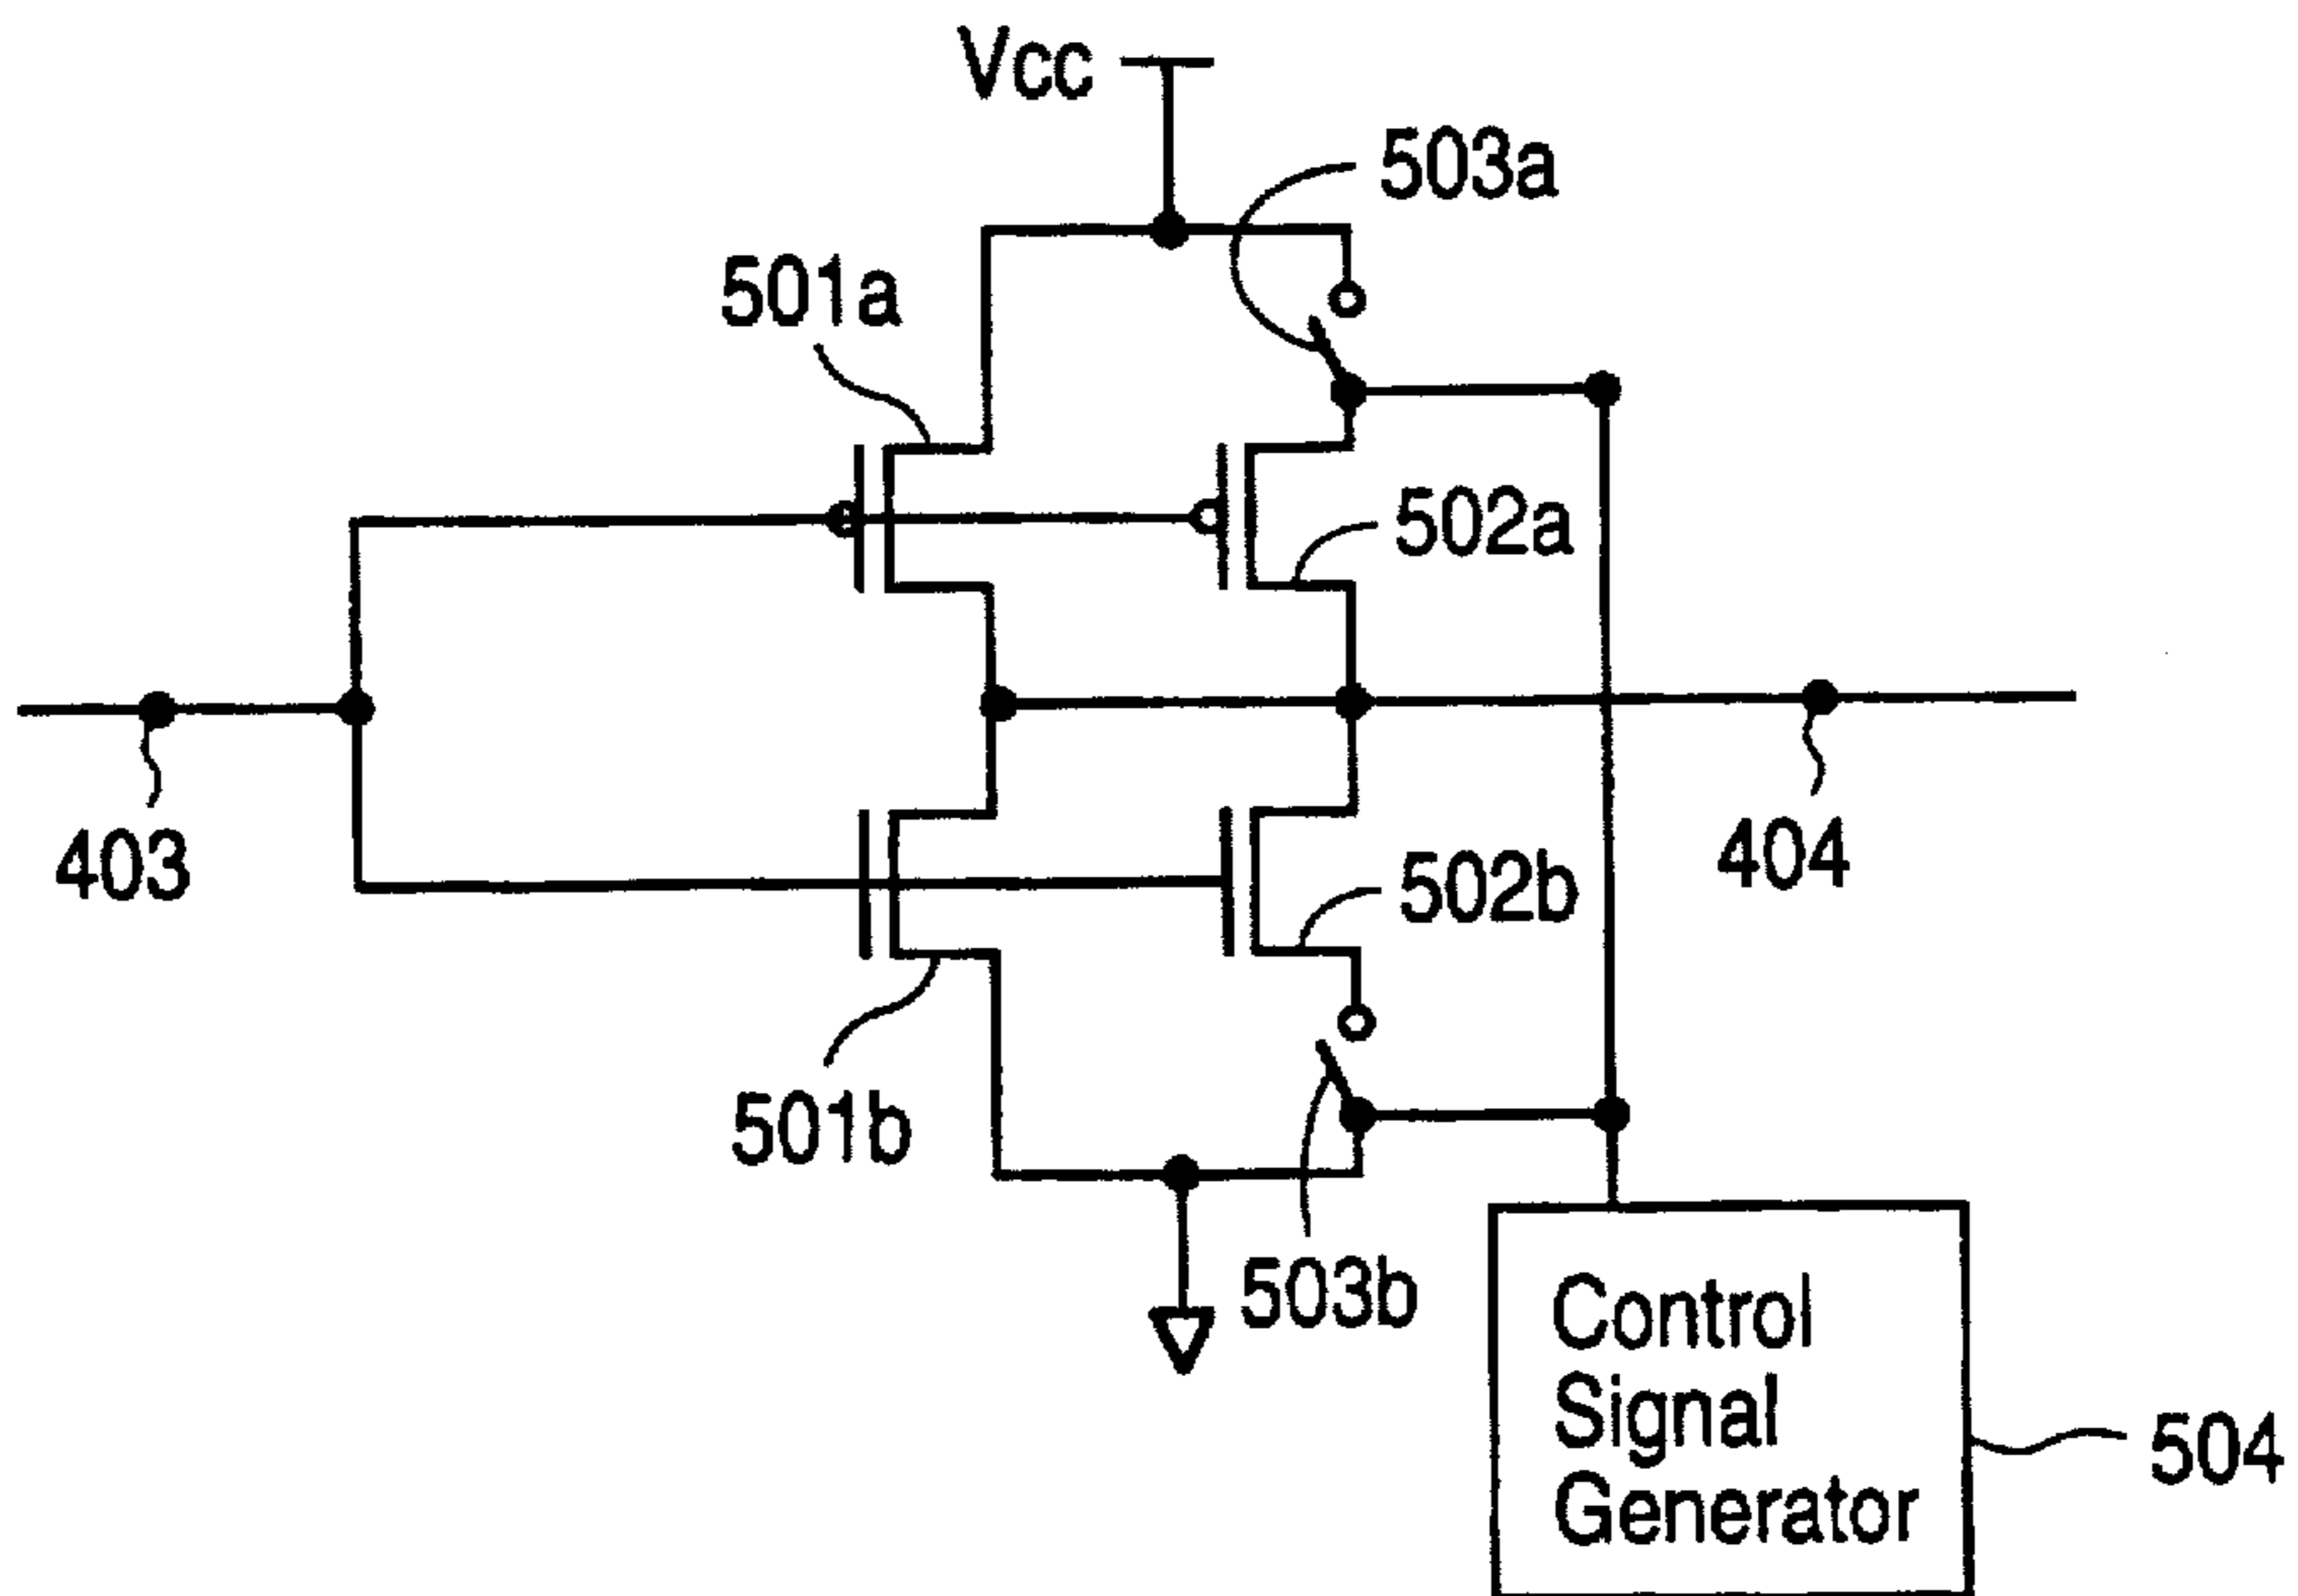 Vcc
503a
501a
502a
403
404
502b
501b
503b
Control
Signal
Generator
504